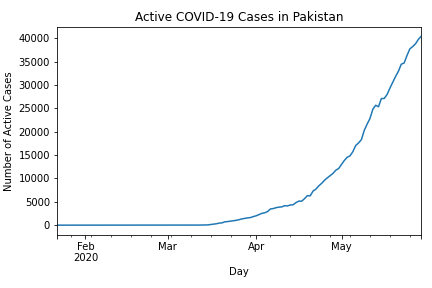 Active COVID-19 Cases in Pakistan
Number of Active Cases
40000
35000
30000
25000
20000
15000
10000
5000
0
Feb
2020
Mar
Apr
May
Day